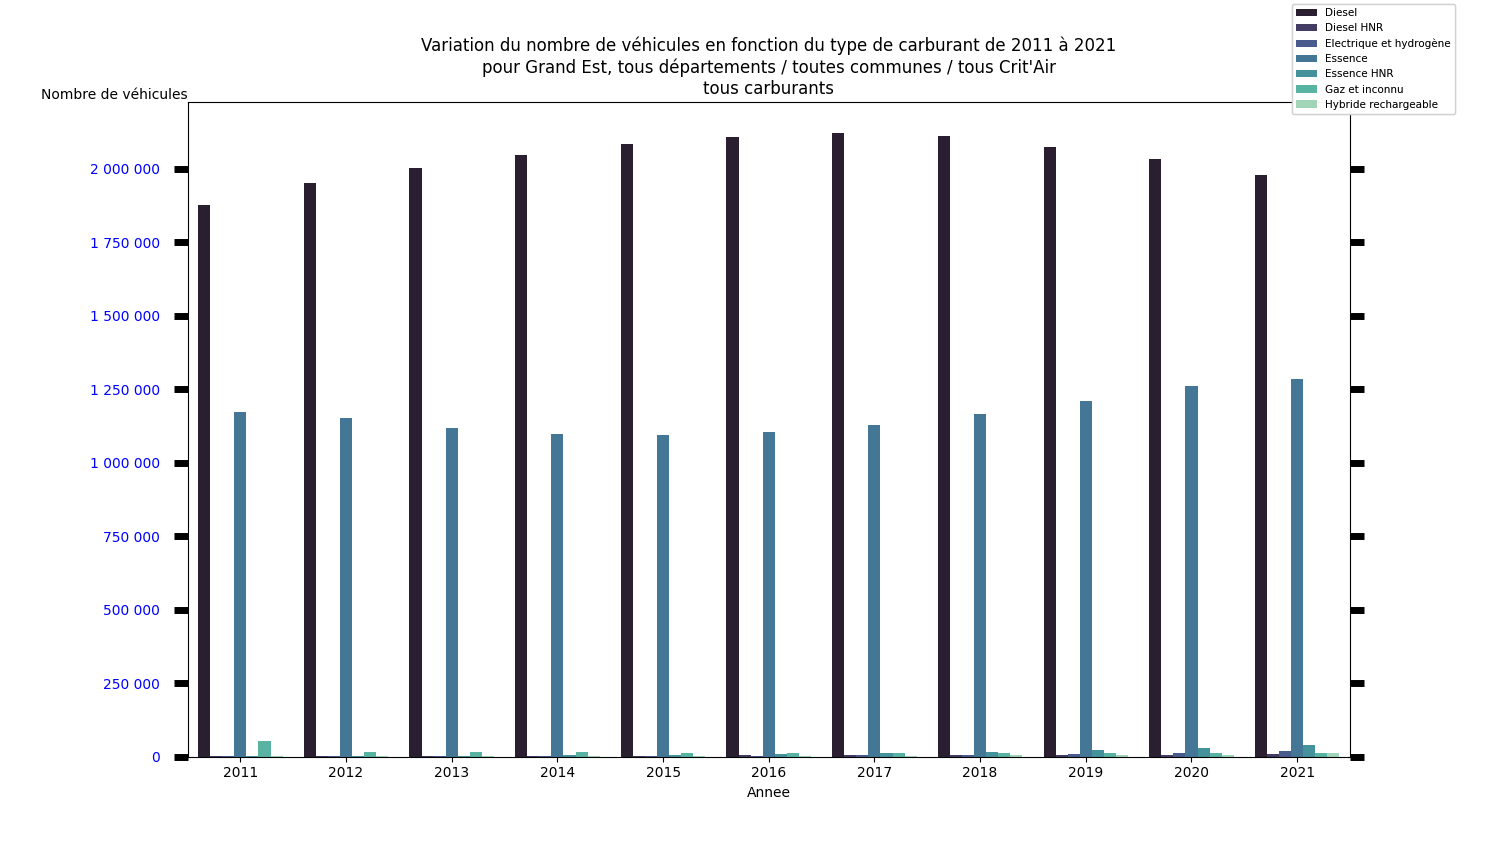 Diesel
Diesel HNR
Electrique et hydrogène
Essence
Essence HNR
Gaz et inconnu
Hybride rechargeable
Variation du nombre de véhicules en fonction du type de carburant de 2011 à 2021
pour Grand Est, tous départements / toutes communes / tous Crit'Air
tous carburants
Nombre de véhicules
2 000 000
1 750 000
1 500 000
1 250 000
1 000 000
750 000
500 000
250 000
0
2011 2012 2013 2014 2015 2016 2017 2018 2019 2020 2021
Annee